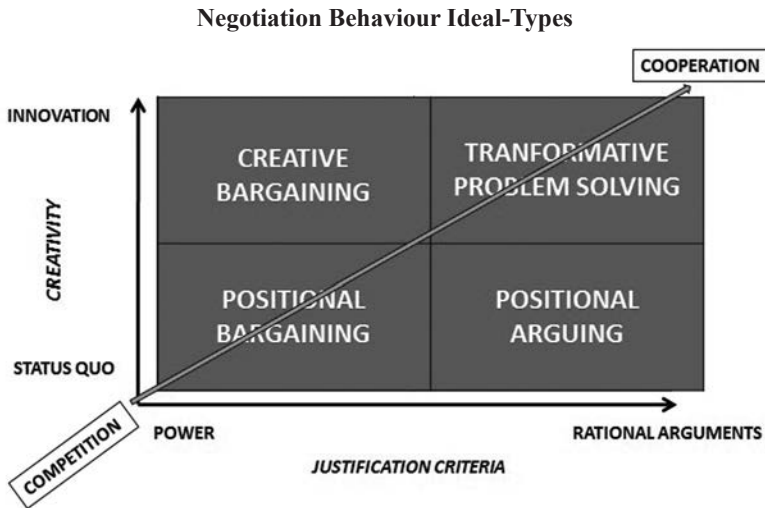 Negotiation Behaviour Ideal-Types
COOPERATION
INNOVATION
CREATIVE
BARGAINING
TRANFORMATIVE
PROBLEM SOLVING
CREATIVITY
POSITIONAL
BARGAINING
POSITIONAL
ARGUING
STATUS QUO
COMPETITION
POWER
RATIONAL ARGUMENTS
JUSTIFICATION CRITERIA